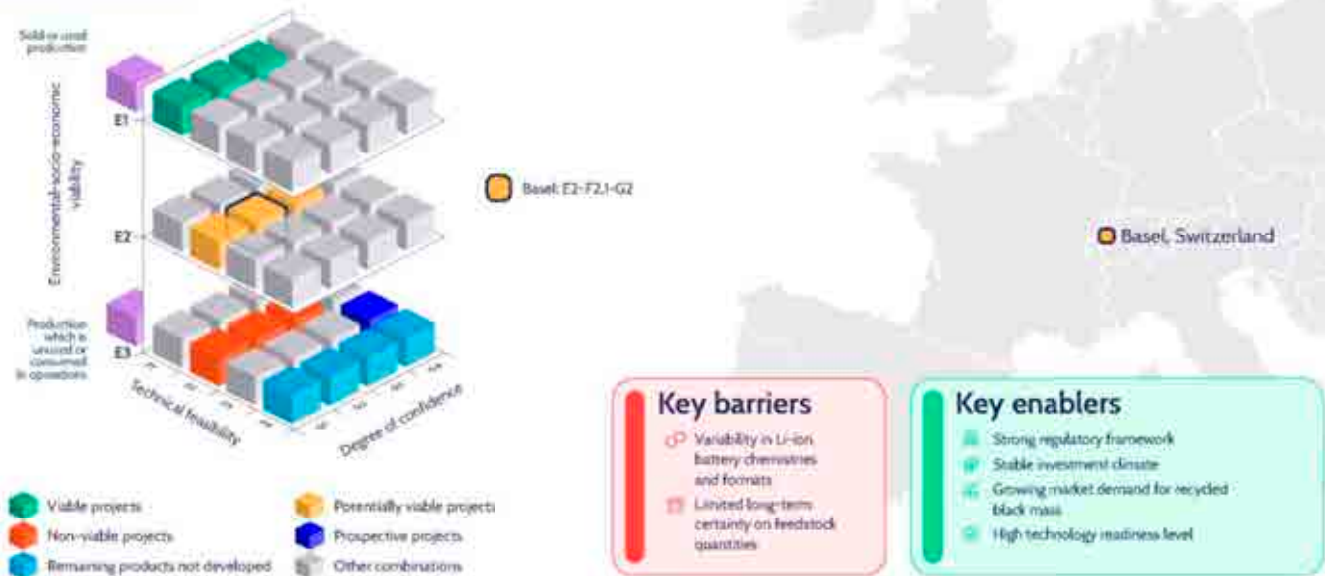 Sold or used
production
Environmental-socio-economic
viability
E1
E2
E3
Production
which is
unused or
consumed
in operations
Technical feasibility
Degree of confidence
Basel: E2-F2.1-G2
Basel, Switzerland
Viable projects
Non-viable projects
Remaining products not developed
Potentially viable projects
Prospective projects
Other combinations
Key barriers
Variability in Li-ion
battery chemistries
and formats
Limited long-term
certainty on feedstock
quantities
Key enablers
Strong regulatory framework
Stable investment climate
Growing market demand for recycled
black mass
High technology readiness level